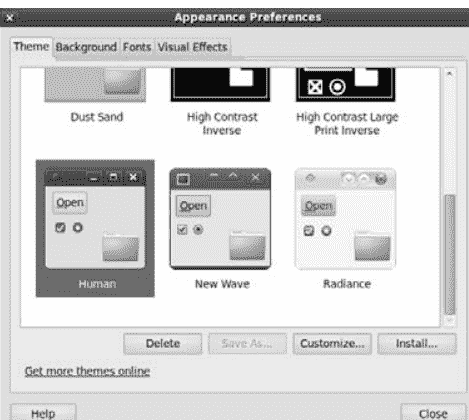 Appearance Preferences
Theme Background Fonts Visual Effects
Dust Sand
High Contrast
Inverse
High Contrast Large
Print Inverse
Open
Open
Open
Human
New Wave
Radiance
Delete
Save As...
Customize...
Install...
Get more themes online
Help
Close